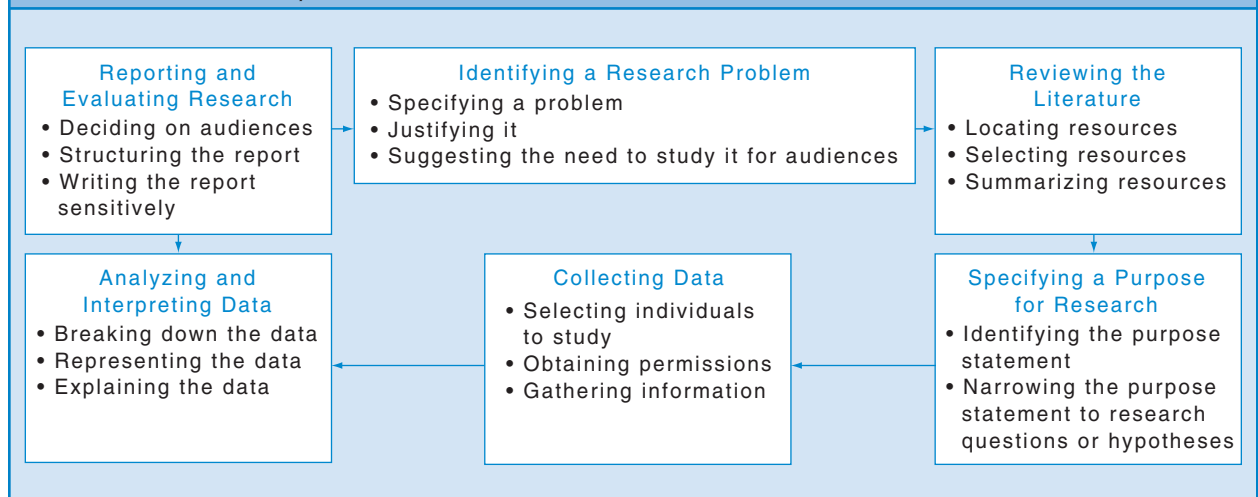 Reporting and
Evaluating Research
• Deciding on audiences
• Structuring the report
• Writing the report
sensitively
Identifying a Research Problem
• Specifying a problem
• Justifying it
• Suggesting the need to study it for audiences
Reviewing the
Literature
• Locating resources
• Selecting resources
• Summarizing resources
Analyzing and
Interpreting Data
• Breaking down the data
• Representing the data
• Explaining the data
Collecting Data
• Selecting individuals
to study
• Obtaining permissions
• Gathering information
Specifying a Purpose
for Research
• Identifying the purpose
statement
• Narrowing the purpose
statement to research
questions or hypotheses